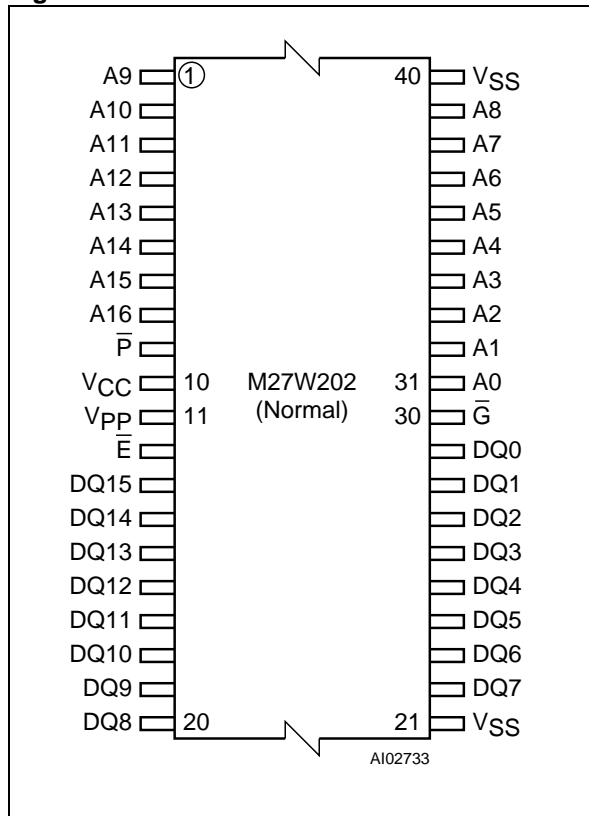 A9 1 40 VSS
A10 A8
A11 A7
A12 A6
A13 A5
A14 A4
A15 A3
A16 A2
P̅ A1
VCC 10 M27W202 31 A0
VPP 11 (Normal) 30 G̅
E̅ DQ0
DQ15 DQ1
DQ14 DQ2
DQ13 DQ3
DQ12 DQ4
DQ11 DQ5
DQ10 DQ6
DQ9 DQ7
DQ8 20 21 VSS
AI02733